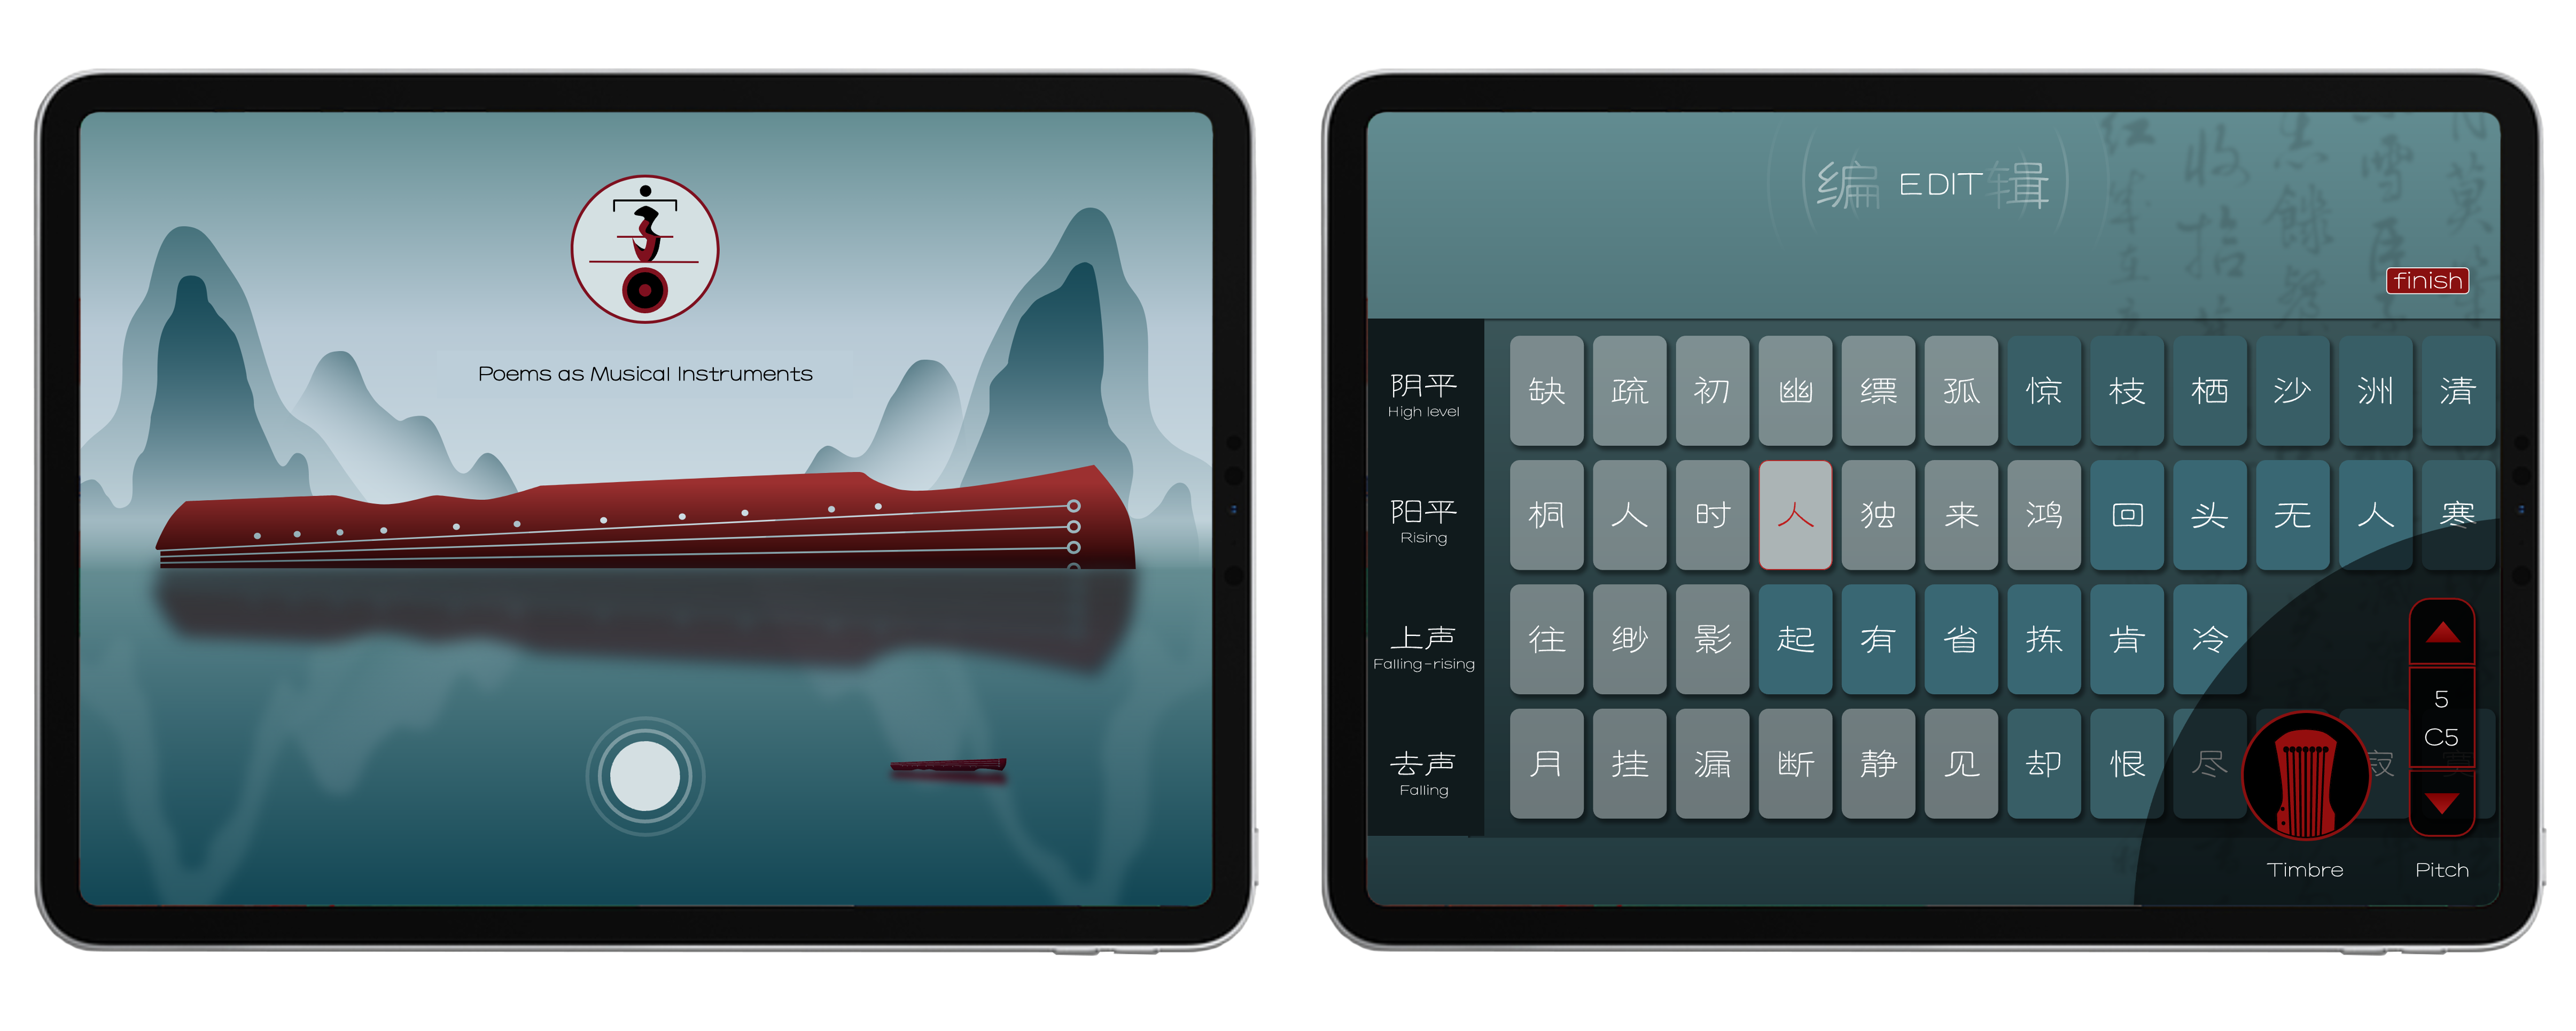 Poems as Musical Instruments
编 EDIT 辑
finish
阴平 缺 疏 初 幽 缥 孤 惊 枝 栖 沙 洲 清
High level
阳平 桐 人 时 人 独 来 鸿 回 头 无 人 寒
Rising
上声 往 缈 影 起 有 省 拣 肯 冷
Falling-rising
去声 月 挂 漏 断 静 见 却 恨 尽 寂 寞
Falling
5
C5
Timbre Pitch